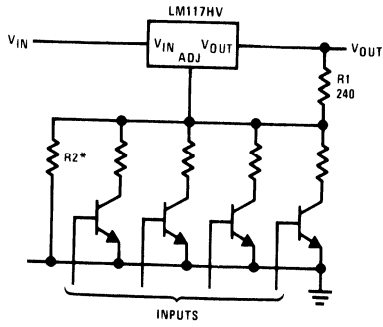 LM117HV
VIN VIN VOUT VOUT
ADJ
R1
240
R2*
INPUTS